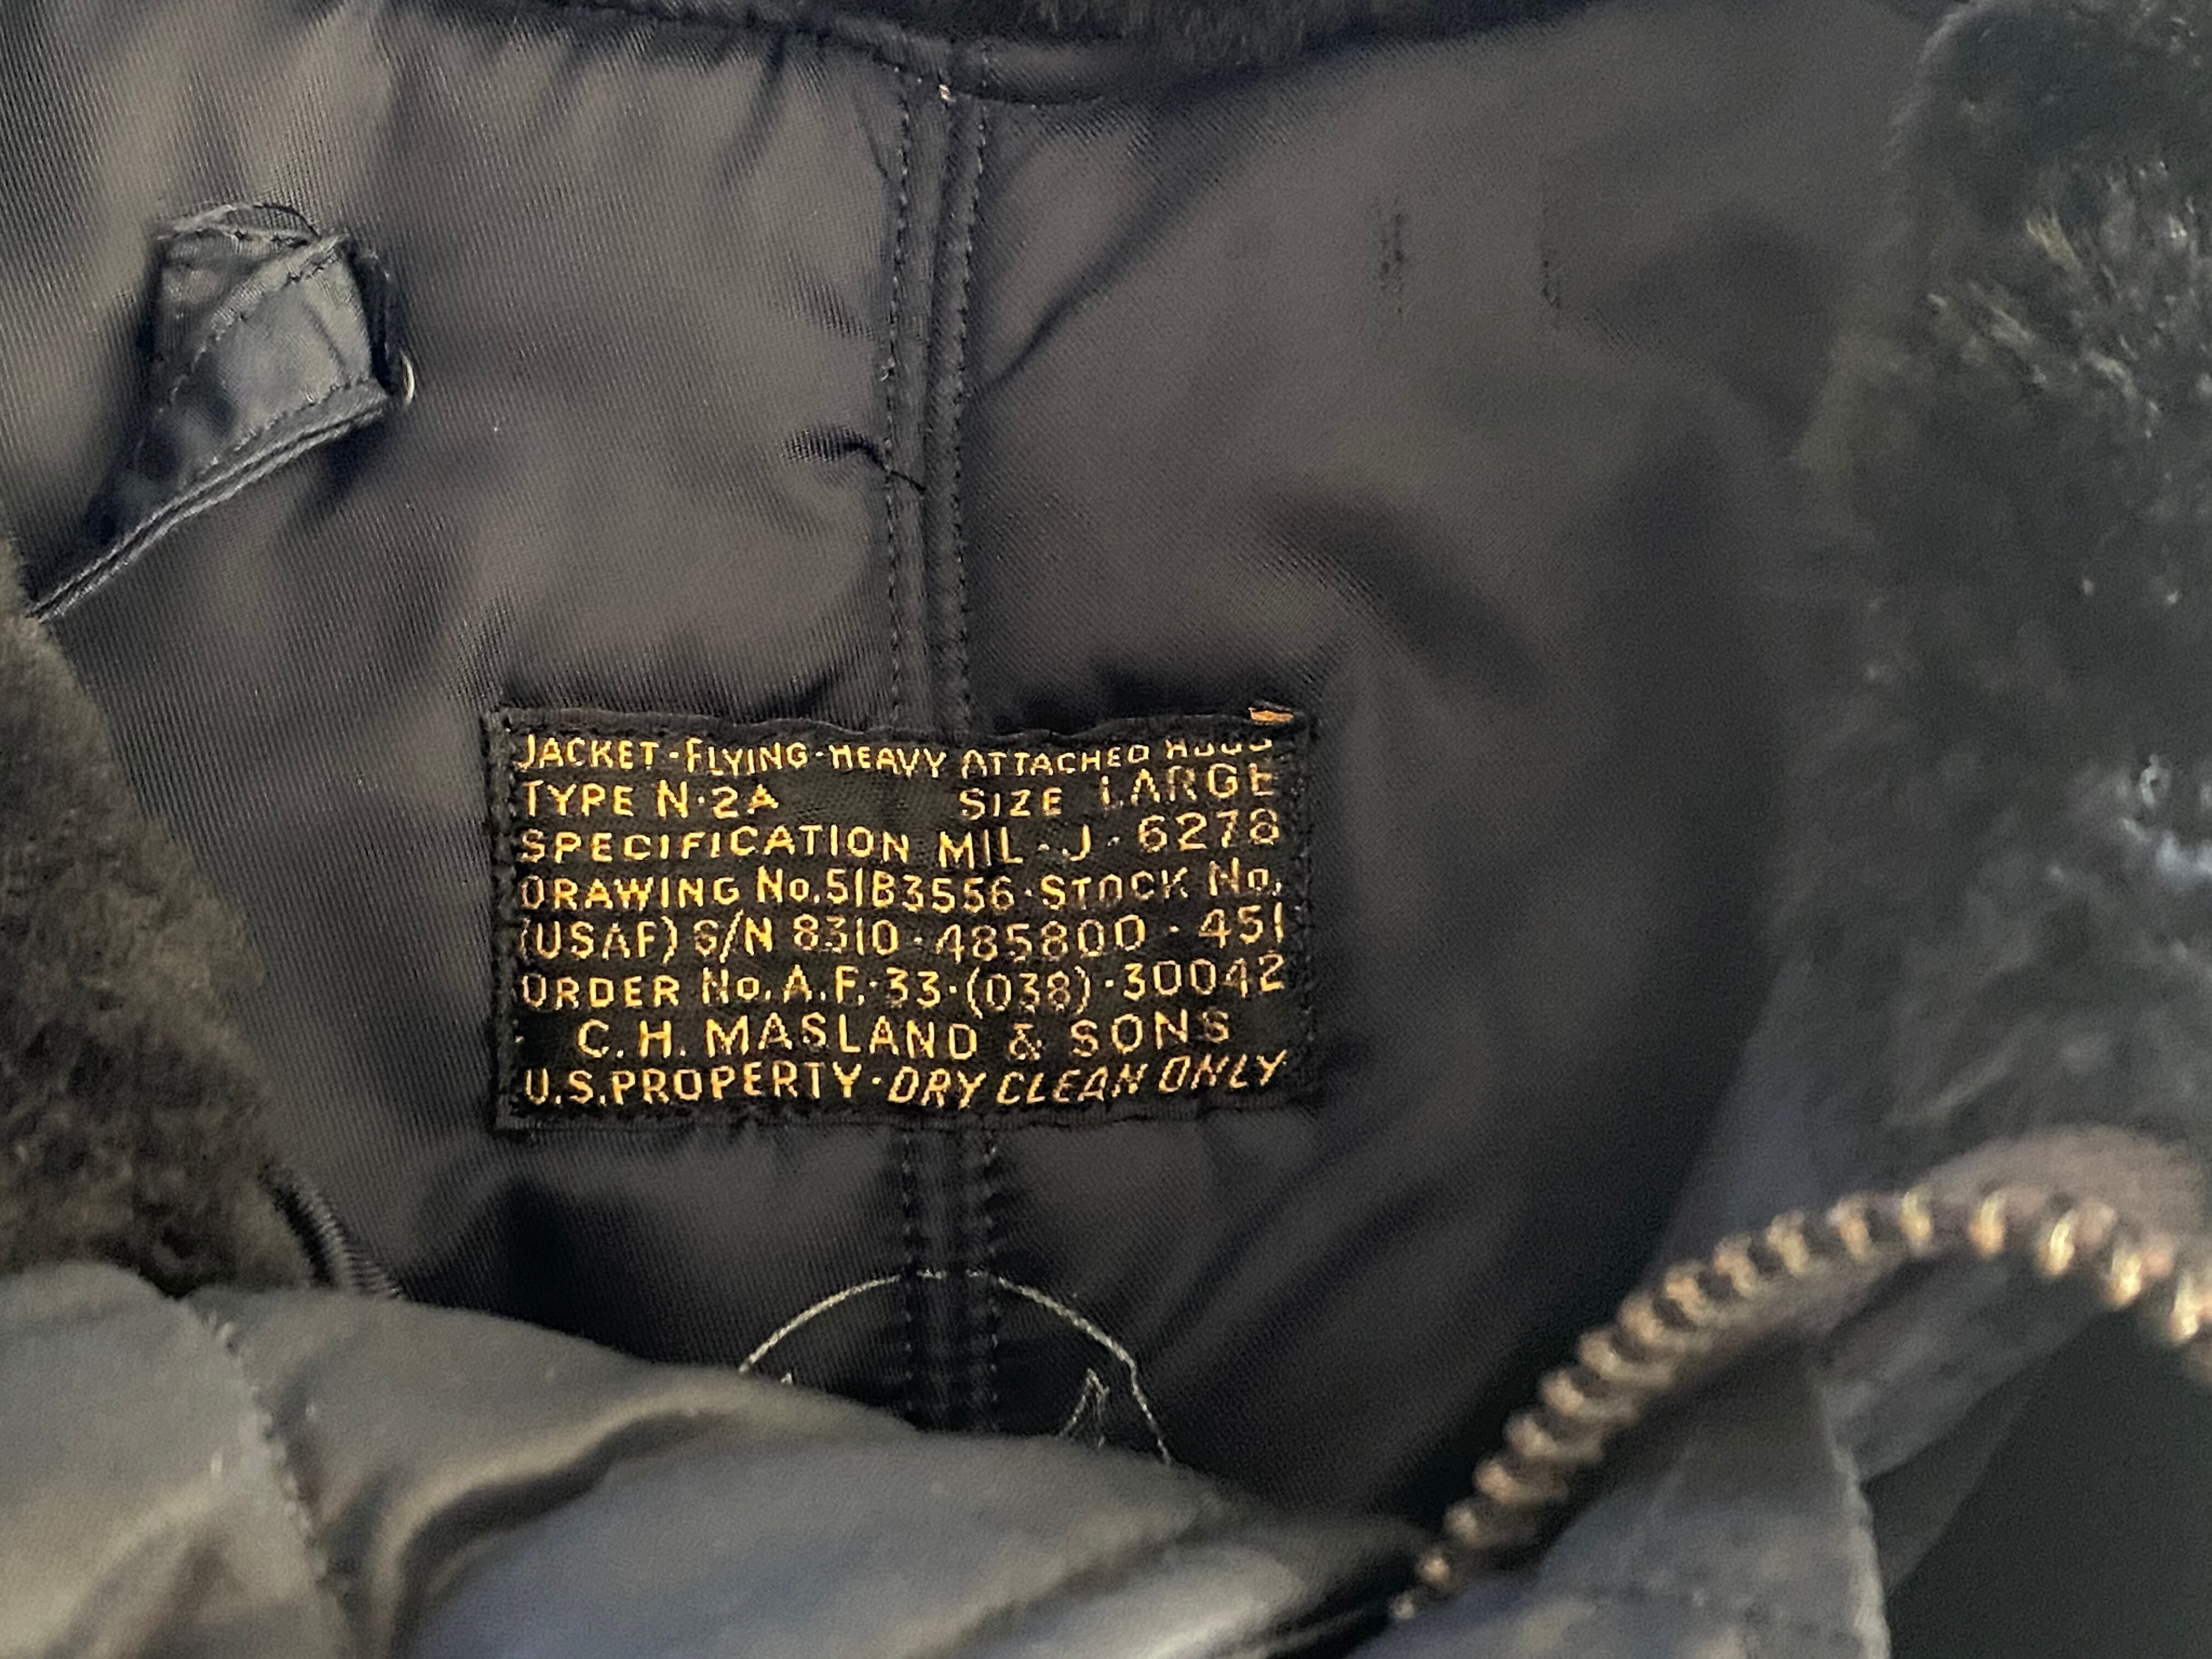 JACKET-FLYING-HEAVY ATTACHED HOOD
TYPE N-2A SIZE LARGE
SPECIFICATION MIL-J-6278
DRAWING No.51B3556-STOCK No.
(USAF) S/N 8310-485800-451
ORDER No.A.F.-33-(038)-30042
C.H. MASLAND & SONS
U.S.PROPERTY-DRY CLEAN ONLY